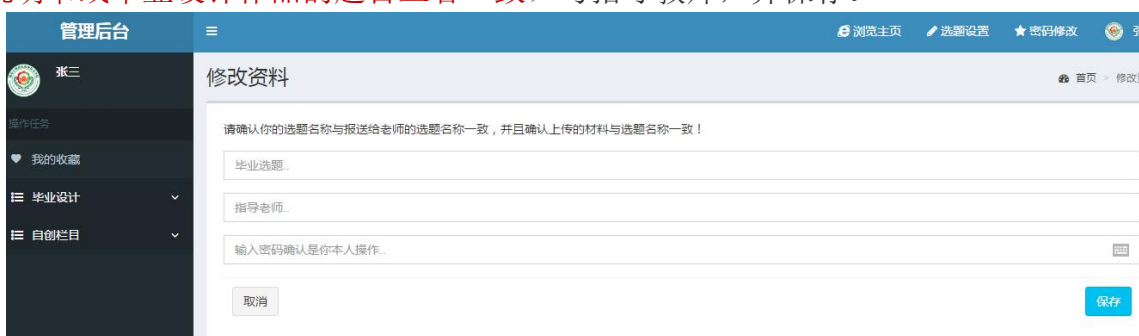 管理后台 浏览主页 选题设置 密码修改
张三
修改资料 首页 > 修改
操作任务
请确认你的选题名称与报送给老师的选题名称一致，并且确认上传的材料与选题名称一致！
我的收藏
毕业选题..
毕业设计
指导老师..
自创栏目
输入密码确认是你本人操作..
取消 保存